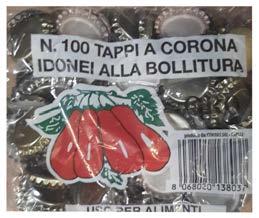 N. 100 TAPPI A CORONA
IDONEI ALLA BOLLITURA
8 068020 138037
USO PER ALIMENTI